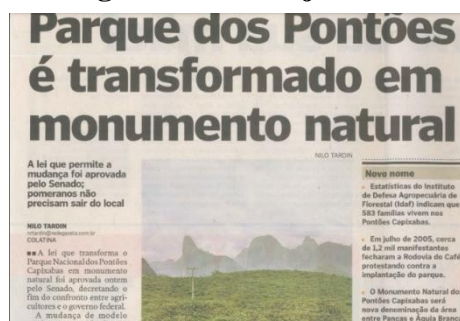 Parque dos Pontões
é transformado em
monumento natural
NILO TARDIN
A lei que permite a
mudança foi aprovada
pelo Senado;
pomeranos não
precisam sair do local
NILO TARDIN
ntardin@redegazeta.com.br
COLATINA
A lei que transforma o
Parque Nacional dos Pontões
Capixabas em monumento
natural foi aprovada ontem
pelo Senado, decretando o
fim do confronto entre agri-
cultores e o governo federal.
A mudança de modelo
Novo nome
Estatísticas do Instituto
de Defesa Agropecuária de
Florestal (Idaf) indicam que
583 famílias vivem nos
Pontões Capixabas.
Em julho de 2005, cerca
de 1,2 mil manifestantes
fecharam a Rodovia do Café
protestando contra a
implantação do parque.
O Monumento Natural dos
Pontões Capixabas será
nova denominação da área
entre Pancas e Águia Branca